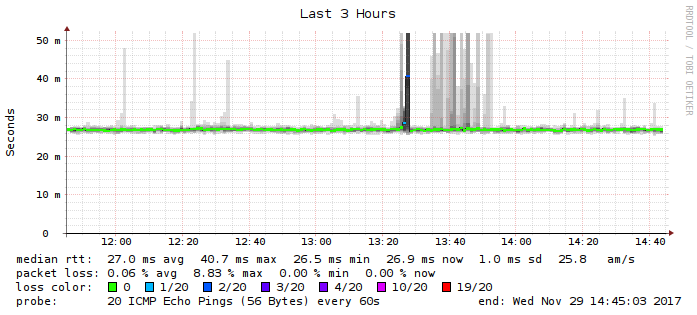 Last 3 Hours
RRDTOOL / TOBI OETIKER
Seconds
50 m
40 m
30 m
20 m
10 m
0
12:00 12:20 12:40 13:00 13:20 13:40 14:00 14:20 14:40
median rtt: 27.0 ms avg 40.7 ms max 26.5 ms min 26.9 ms now 1.0 ms sd 25.8 am/s
packet loss: 0.06 % avg 8.83 % max 0.00 % min 0.00 % now
loss color: 0 1/20 2/20 3/20 4/20 10/20 19/20
probe: 20 ICMP Echo Pings (56 Bytes) every 60s end: Wed Nov 29 14:45:03 2017